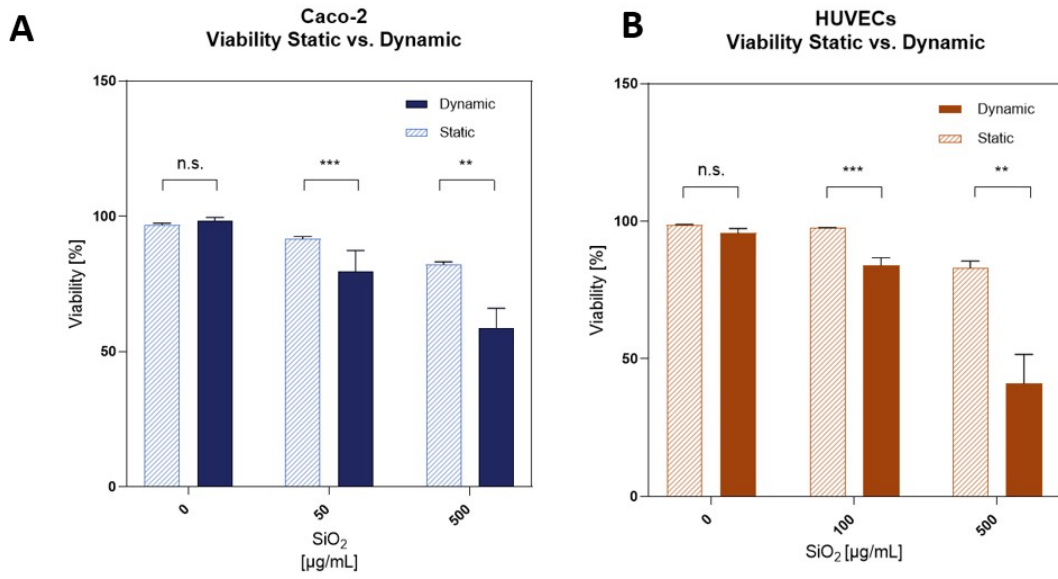 A
Caco-2
Viability Static vs. Dynamic
150
100
50
0
Viability [%]
Dynamic
Static
n.s.
***
**
0
50
500
SiO2
[µg/mL]
B
HUVECs
Viability Static vs. Dynamic
150
100
50
0
Viability [%]
Dynamic
Static
n.s.
***
**
0
100
500
SiO2 [µg/mL]